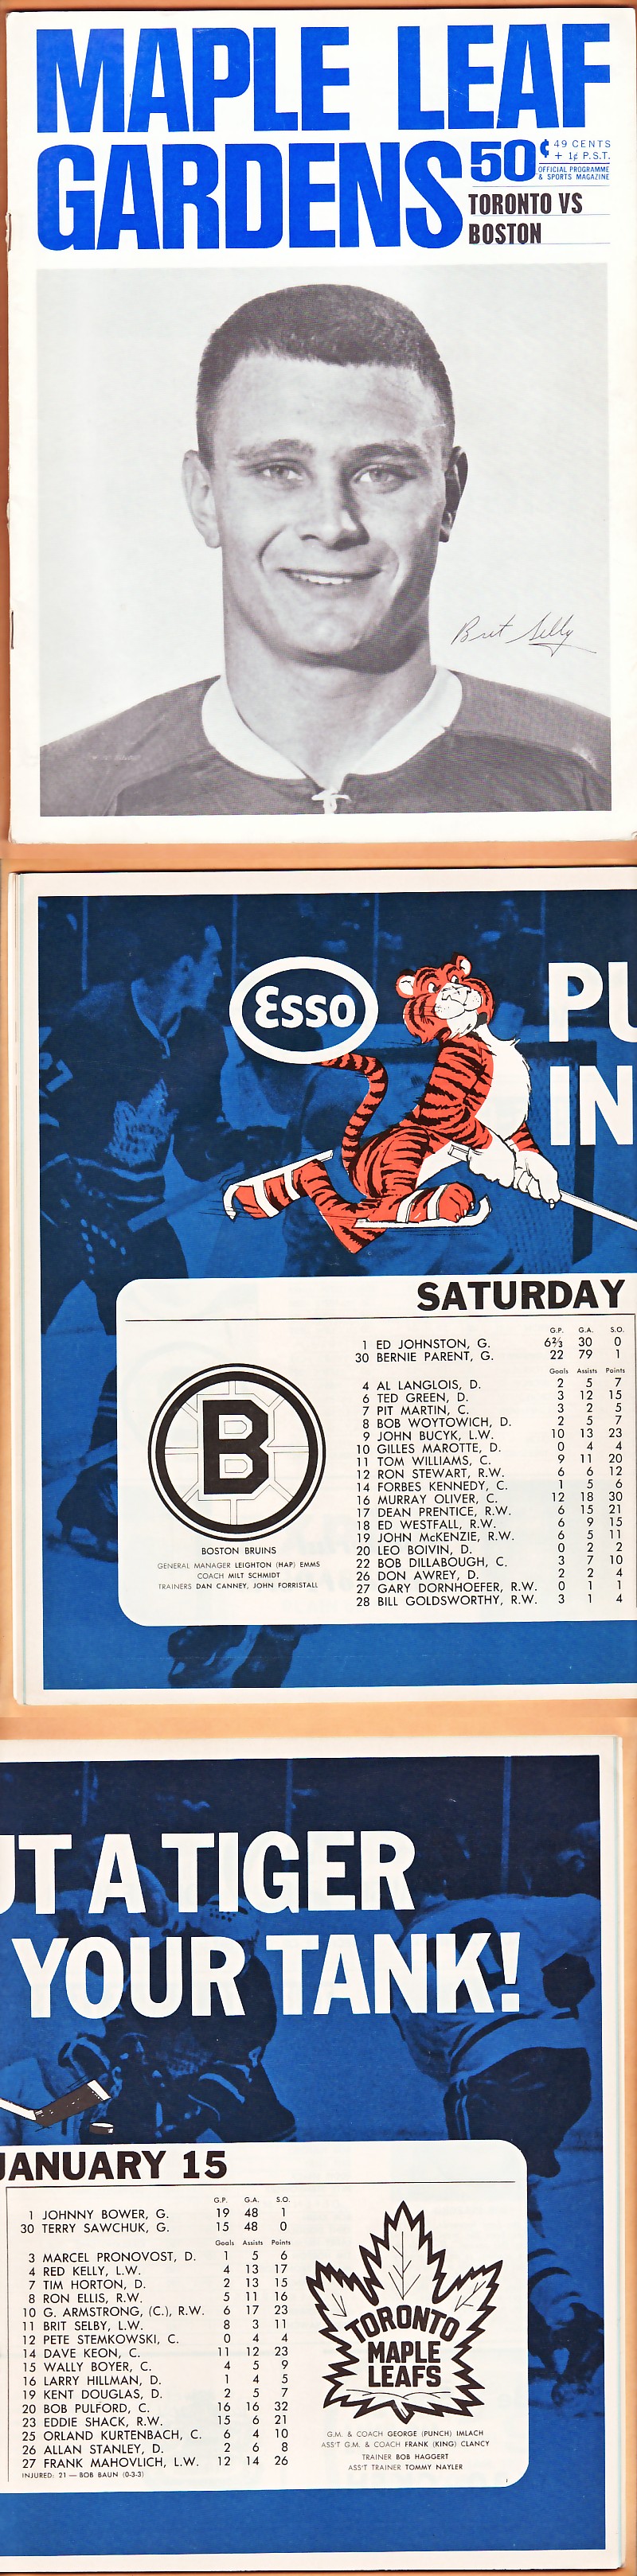 MAPLE LEAF
GARDENS
50¢ 49 CENTS
+ 1¢ P.S.T.
OFFICIAL PROGRAMME
& SPORTS MAGAZINE
TORONTO VS
BOSTON
Brit Selby
Esso
PU
IN
SATURDAY
G.P. G.A. S.O.
1 ED JOHNSTON, G. 6⅔ 30 0
30 BERNIE PARENT, G. 22 79 1
Goals Assists Points
4 AL LANGLOIS, D. 2 5 7
6 TED GREEN, D. 3 12 15
7 PIT MARTIN, C. 3 2 5
8 BOB WOYTOWICH, D. 2 5 7
9 JOHN BUCYK, L.W. 10 13 23
10 GILLES MAROTTE, D. 0 4 4
11 TOM WILLIAMS, C. 9 11 20
12 RON STEWART, R.W. 6 6 12
14 FORBES KENNEDY, C. 1 5 6
16 MURRAY OLIVER, C. 12 18 30
17 DEAN PRENTICE, R.W. 6 15 21
18 ED WESTFALL, R.W. 6 9 15
19 JOHN McKENZIE, R.W. 6 5 11
20 LEO BOIVIN, D. 0 2 2
22 BOB DILLABOUGH, C. 3 7 10
26 DON AWREY, D. 2 2 4
27 GARY DORNHOEFER, R.W. 0 1 1
28 BILL GOLDSWORTHY, R.W. 3 1 4
B
BOSTON BRUINS
GENERAL MANAGER LEIGHTON (HAP) EMMS
COACH MILT SCHMIDT
TRAINERS DAN CANNEY, JOHN FORRISTALL
UT A TIGER
YOUR TANK!
JANUARY 15
G.P. G.A. S.O.
1 JOHNNY BOWER, G. 19 48 1
30 TERRY SAWCHUK, G. 15 48 0
Goals Assists Points
3 MARCEL PRONOVOST, D. 1 5 6
4 RED KELLY, L.W. 4 13 17
7 TIM HORTON, D. 2 13 15
8 RON ELLIS, R.W. 5 11 16
10 G. ARMSTRONG, (C.), R.W. 6 17 23
11 BRIT SELBY, L.W. 8 3 11
12 PETE STEMKOWSKI, C. 0 4 4
14 DAVE KEON, C. 11 12 23
15 WALLY BOYER, C. 4 5 9
16 LARRY HILLMAN, D. 1 4 5
19 KENT DOUGLAS, D. 2 5 7
20 BOB PULFORD, C. 16 16 32
23 EDDIE SHACK, R.W. 15 6 21
25 ORLAND KURTENBACH, C. 6 4 10
26 ALLAN STANLEY, D. 2 6 8
27 FRANK MAHOVLICH, L.W. 12 14 26
INJURED: 21 — BOB BAUN (0-3-3)
TORONTO
MAPLE
LEAFS
G.M. & COACH GEORGE (PUNCH) IMLACH
ASS'T G.M. & COACH FRANK (KING) CLANCY
TRAINER BOB HAGGERT
ASS'T TRAINER TOMMY NAYLER